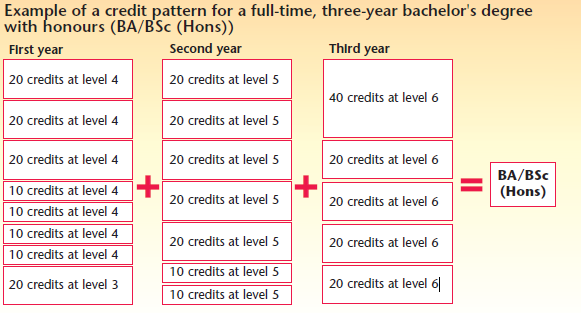 Example of a credit pattern for a full-time, three-year bachelor's degree
with honours (BA/BSc (Hons))
First year
20 credits at level 4
20 credits at level 4
20 credits at level 4
10 credits at level 4
10 credits at level 4
10 credits at level 4
10 credits at level 4
20 credits at level 3
+
Second year
20 credits at level 5
20 credits at level 5
20 credits at level 5
20 credits at level 5
20 credits at level 5
10 credits at level 5
10 credits at level 5
+
Third year
40 credits at level 6
20 credits at level 6
20 credits at level 6
20 credits at level 6
20 credits at level 6
=
BA/BSc
(Hons)